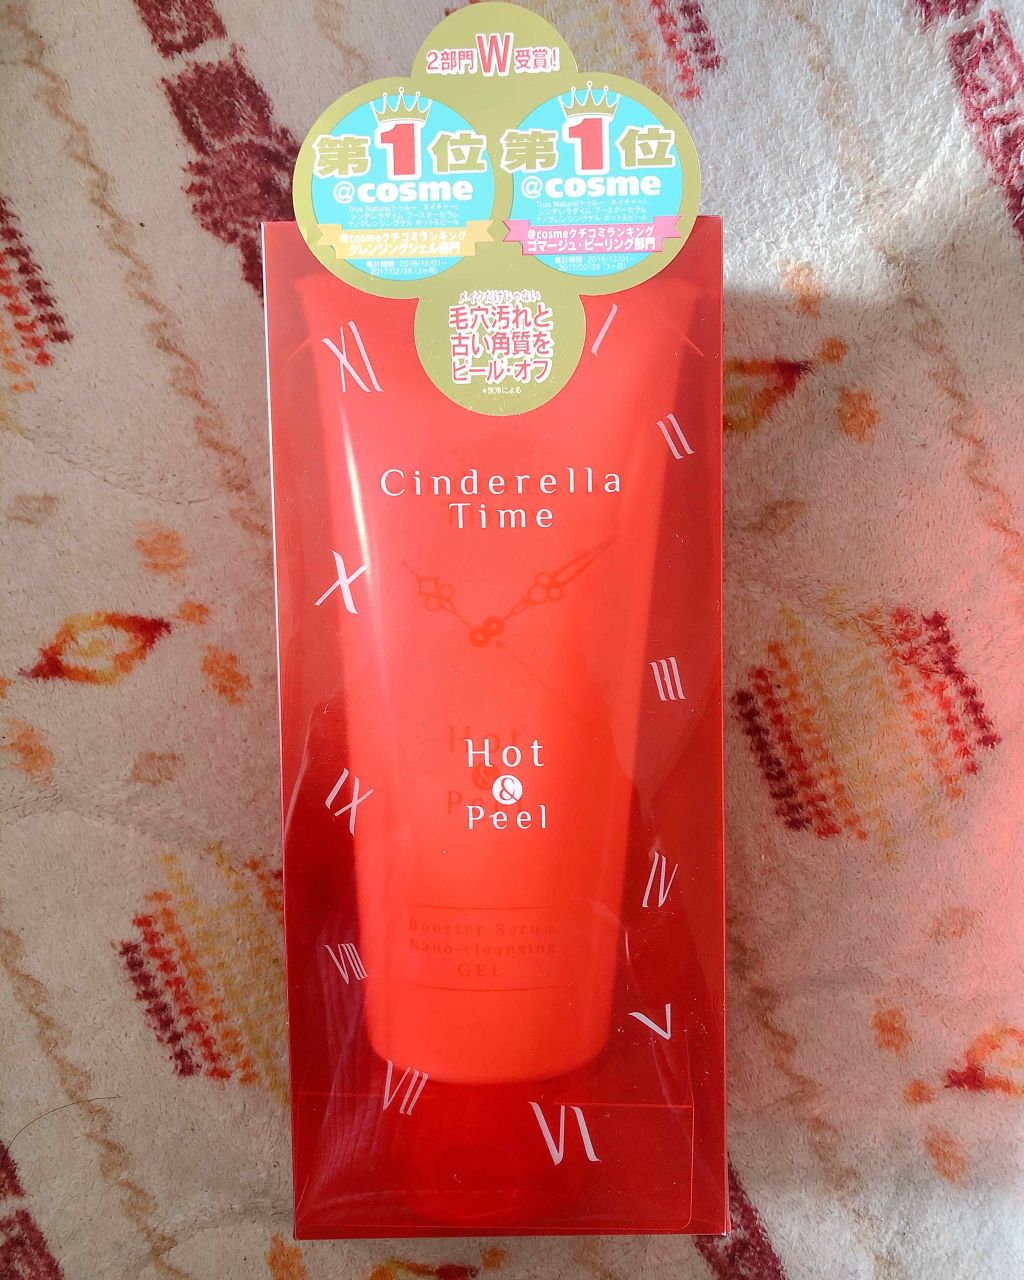 2部門W受賞!
第1位
@cosme
True Nature(トゥルー・ネイチャー)
シンデレラタイム ブースターセラム
ナノクレンジングゲル ホット&ピール
@cosmeクチコミランキング
クレンジングジェル部門
集計期間 2016/12/01~
2017/02/28 (3ヶ月)
第1位
@cosme
True Nature(トゥルー・ネイチャー)
シンデレラタイム ブースターセラム
ナノクレンジングゲル ホット&ピール
@cosmeクチコミランキング
ゴマージュ・ピーリング部門
集計期間 2016/12/01~
2017/02/28 (3ヶ月)
メイクだけじゃない
毛穴汚れと
古い角質を
ピール・オフ
*洗浄による
XI
I
II
Cinderella
Time
X
III
Hot
&
Peel
Hot
&
Peel
IX
IV
Booster Serum
Nano-cleansing
GEL
VIII
V
VII
VI